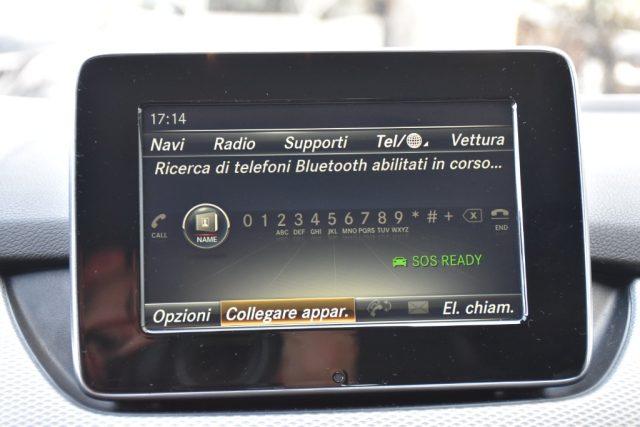 17:14
Navi Radio Supporti Tel/ Vettura
Ricerca di telefoni Bluetooth abilitati in corso...
0 1 2 3 4 5 6 7 8 9 * # +
CALL NAME ABC DEF GHI JKL MNO PQR TUV WXYZ END
SOS READY
Opzioni Collegare appar. El. chiam.